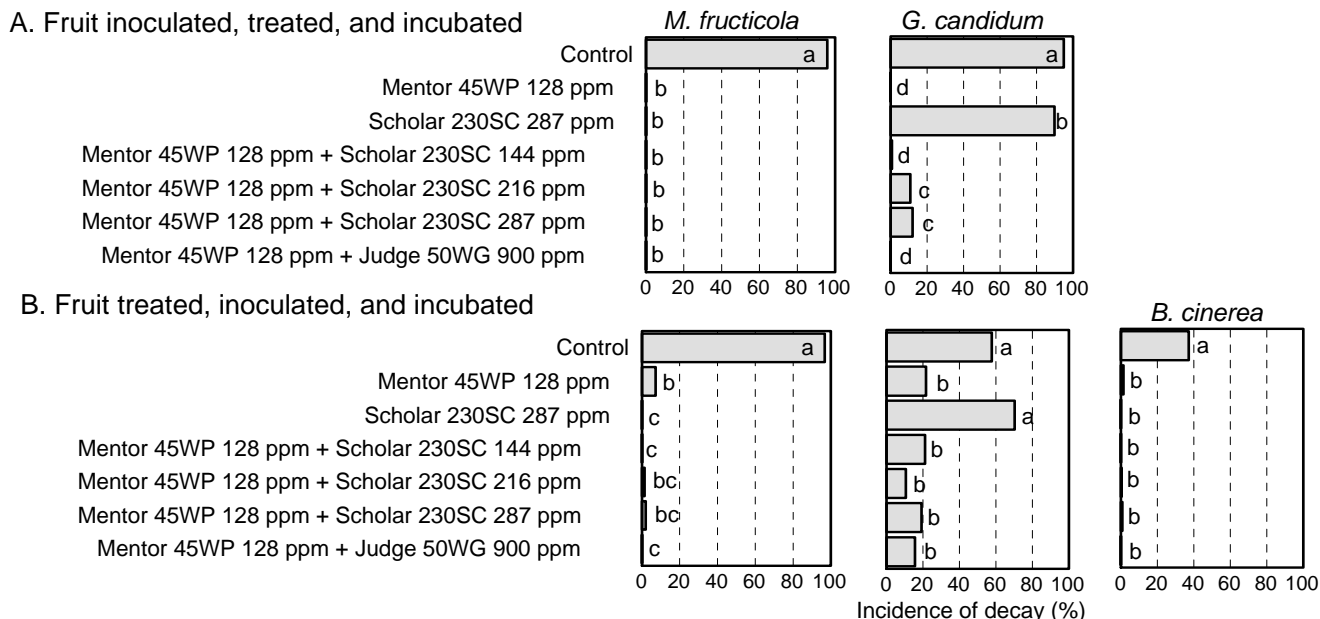 A. Fruit inoculated, treated, and incubated
M. fructicola
G. candidum
Control
a
a
Mentor 45WP 128 ppm
b
d
Scholar 230SC 287 ppm
b
b
Mentor 45WP 128 ppm + Scholar 230SC 144 ppm
b
d
Mentor 45WP 128 ppm + Scholar 230SC 216 ppm
b
c
Mentor 45WP 128 ppm + Scholar 230SC 287 ppm
b
c
Mentor 45WP 128 ppm + Judge 50WG 900 ppm
b
d
0 20 40 60 80 100
0 20 40 60 80 100
B. Fruit treated, inoculated, and incubated
B. cinerea
Control
a
a
a
Mentor 45WP 128 ppm
b
b
b
Scholar 230SC 287 ppm
c
a
b
Mentor 45WP 128 ppm + Scholar 230SC 144 ppm
c
b
b
Mentor 45WP 128 ppm + Scholar 230SC 216 ppm
bc
b
b
Mentor 45WP 128 ppm + Scholar 230SC 287 ppm
bc
b
b
Mentor 45WP 128 ppm + Judge 50WG 900 ppm
c
b
b
0 20 40 60 80 100
0 20 40 60 80 100
0 20 40 60 80 100
Incidence of decay (%)